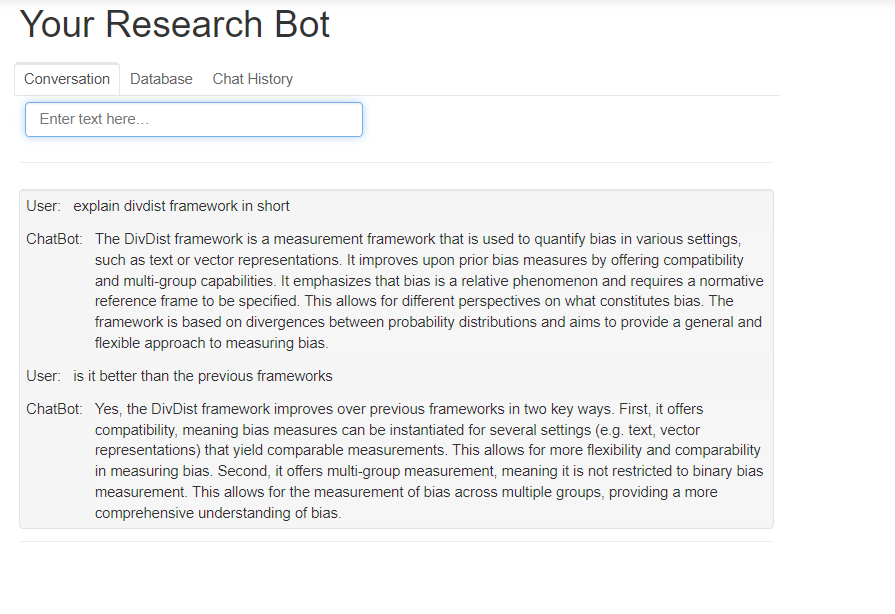 Your Research Bot
Conversation Database Chat History
Enter text here...
User: explain divdist framework in short
ChatBot: The DivDist framework is a measurement framework that is used to quantify bias in various settings,
such as text or vector representations. It improves upon prior bias measures by offering compatibility
and multi-group capabilities. It emphasizes that bias is a relative phenomenon and requires a normative
reference frame to be specified. This allows for different perspectives on what constitutes bias. The
framework is based on divergences between probability distributions and aims to provide a general and
flexible approach to measuring bias.
User: is it better than the previous frameworks
ChatBot: Yes, the DivDist framework improves over previous frameworks in two key ways. First, it offers
compatibility, meaning bias measures can be instantiated for several settings (e.g. text, vector
representations) that yield comparable measurements. This allows for more flexibility and comparability
in measuring bias. Second, it offers multi-group measurement, meaning it is not restricted to binary bias
measurement. This allows for the measurement of bias across multiple groups, providing a more
comprehensive understanding of bias.